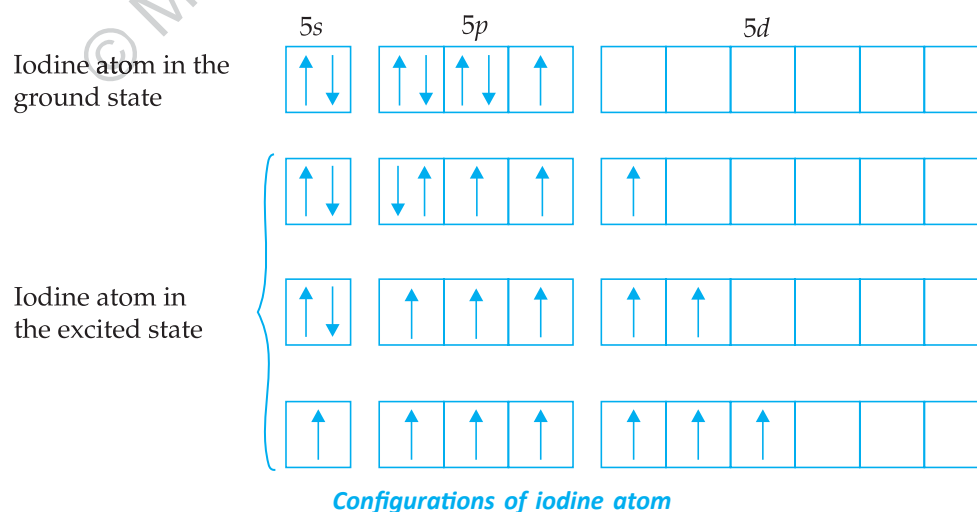 © M
5s 5p 5d
Iodine atom in the
ground state
Iodine atom in
the excited state
Configurations of iodine atom